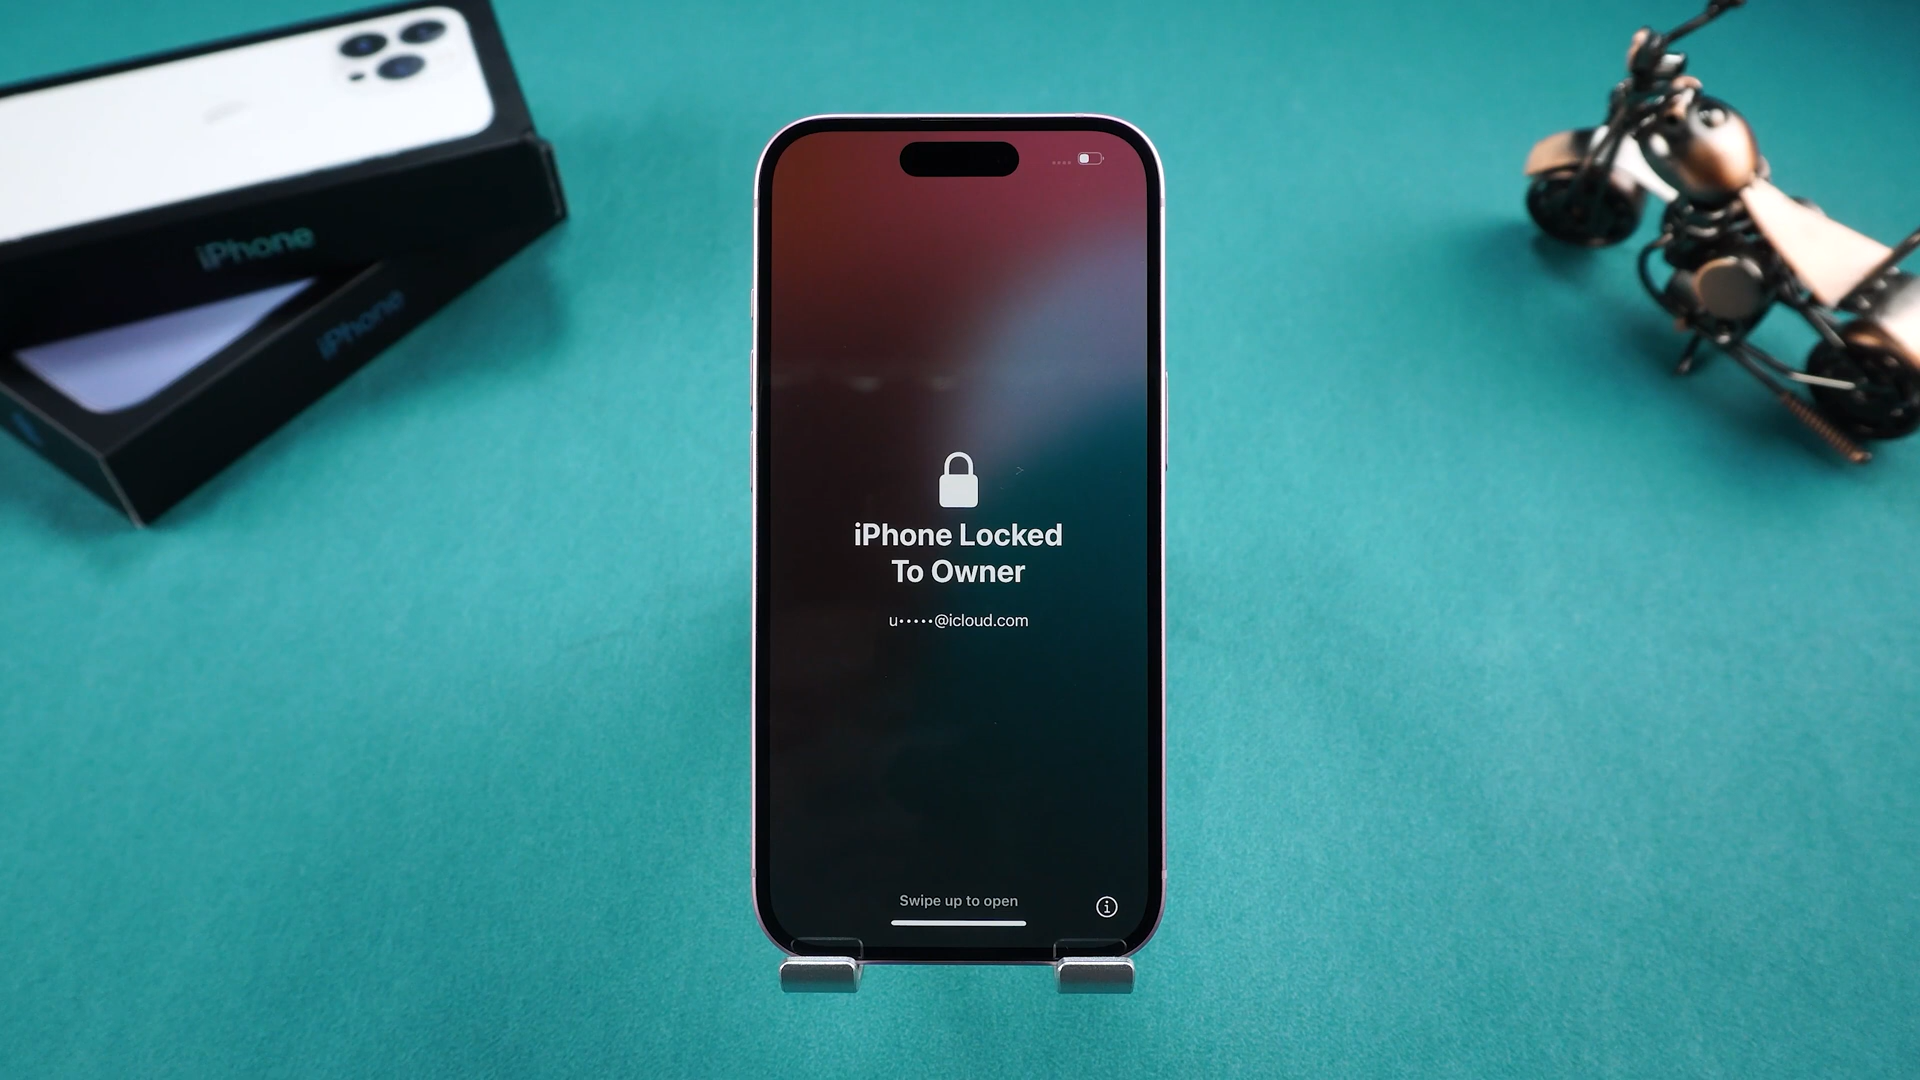 iPhone
iPhone
iPhone Locked
To Owner
u•••••@icloud.com
Swipe up to open